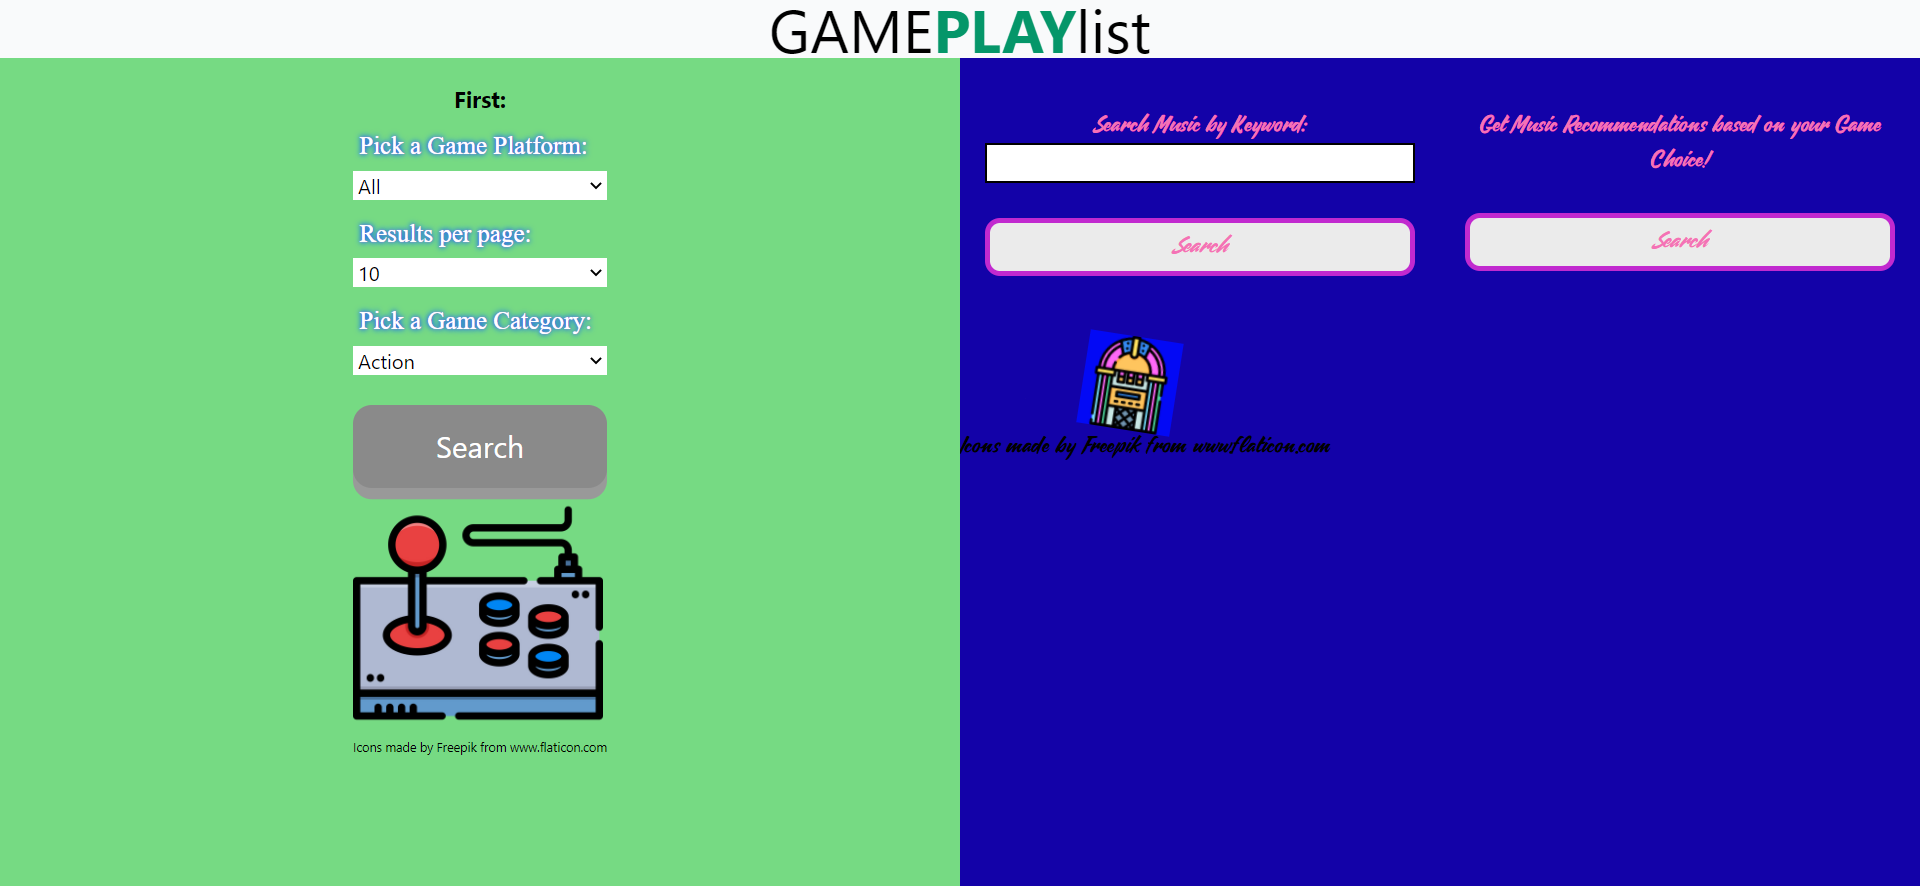 GAMEPLAYlist
First:
Pick a Game Platform:
All
Results per page:
10
Pick a Game Category:
Action
Search
Icons made by Freepik from www.flaticon.com
Search Music by Keyword:
Search
Get Music Recommendations based on your Game
Choice!
Search
Icons made by Freepik from www.flaticon.com